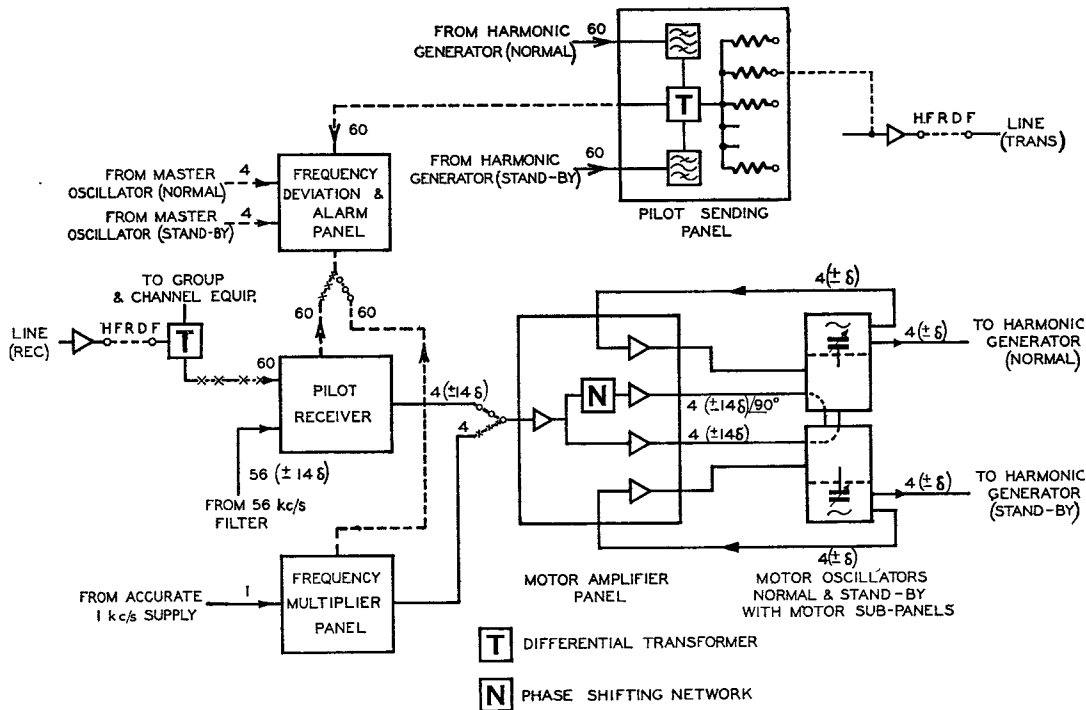 FROM HARMONIC
GENERATOR (NORMAL)
60
T
60
FROM HARMONIC
GENERATOR (STAND-BY)
60
PILOT SENDING
PANEL
H.F.R.D.F
LINE
(TRANS)
FROM MASTER
OSCILLATOR (NORMAL)
4
FROM MASTER
OSCILLATOR (STAND-BY)
4
FREQUENCY
DEVIATION &
ALARM
PANEL
TO GROUP
& CHANNEL EQUIP.
LINE
(REC)
H.F.R.D.F
T
60
60
60
PILOT
RECEIVER
56 (±14δ)
FROM 56 kc/s
FILTER
4 (±14δ)
4
FROM ACCURATE
1 kc/s SUPPLY
1
FREQUENCY
MULTIPLIER
PANEL
N
4 (±14δ)/90°
4 (±14δ)
MOTOR AMPLIFIER
PANEL
4(±δ)
4(±δ)
TO HARMONIC
GENERATOR
(NORMAL)
4(±δ)
TO HARMONIC
GENERATOR
(STAND-BY)
4(±δ)
MOTOR OSCILLATORS
NORMAL & STAND-BY
WITH MOTOR SUB-PANELS
T DIFFERENTIAL TRANSFORMER
N PHASE SHIFTING NETWORK